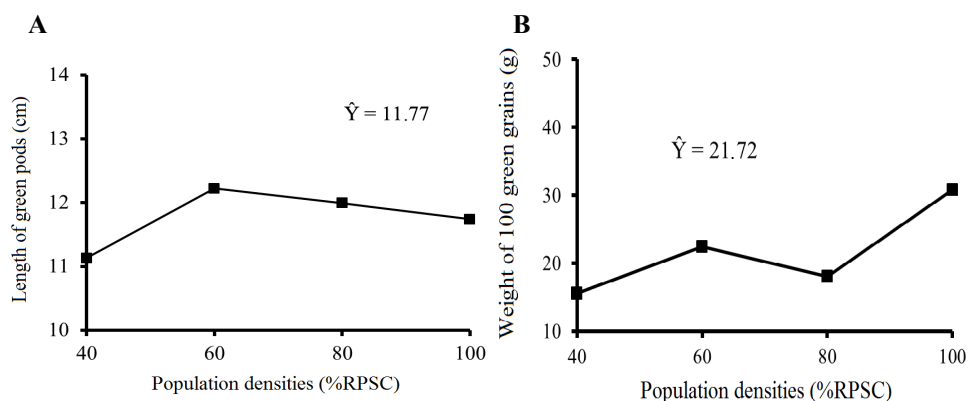 A
Length of green pods (cm)
14
13
12
11
10
Ŷ = 11.77
40 60 80 100
Population densities (%RPSC)
B
Weight of 100 green grains (g)
50
40
30
20
10
Ŷ = 21.72
40 60 80 100
Population densities (%RPSC)